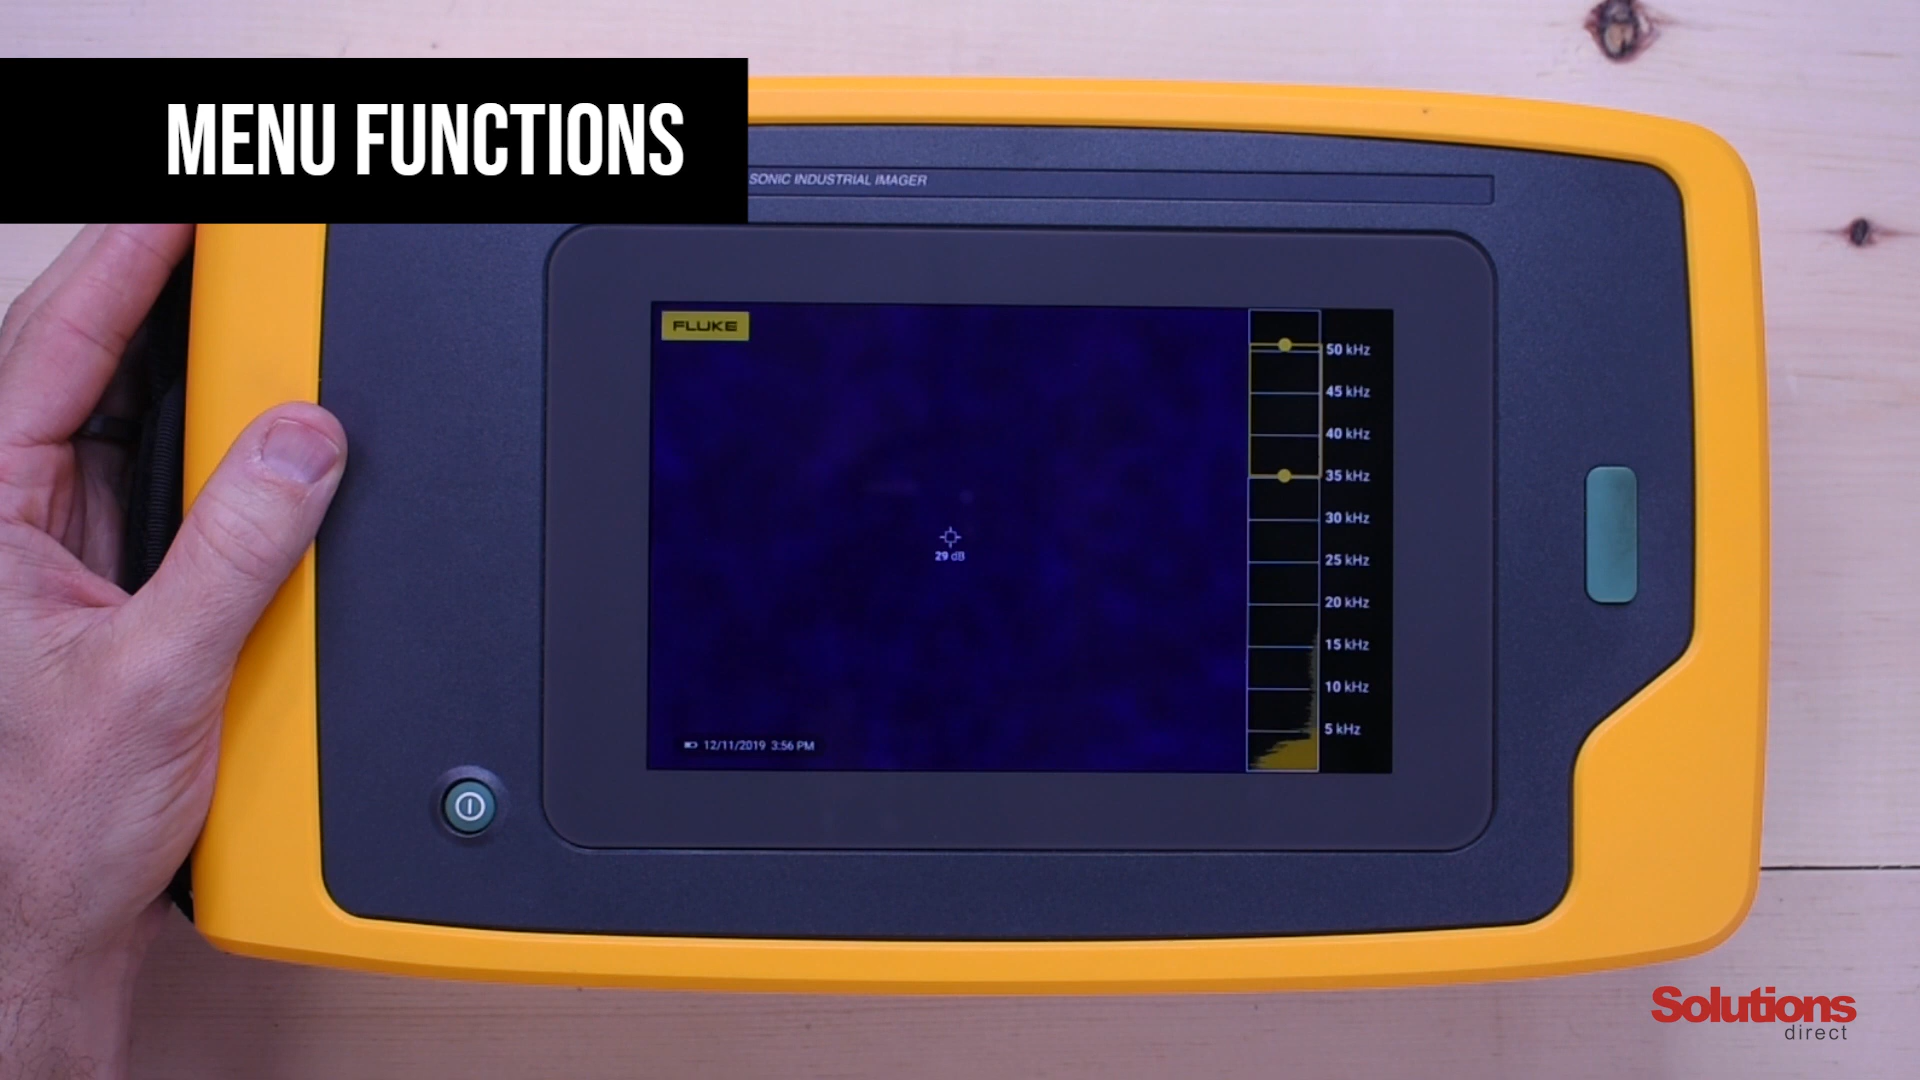 MENU FUNCTIONS
SONIC INDUSTRIAL IMAGER
FLUKE
50 kHz
45 kHz
40 kHz
35 kHz
30 kHz
29 dB
25 kHz
20 kHz
15 kHz
10 kHz
5 kHz
12/11/2019 3:56 PM
Solutions
direct